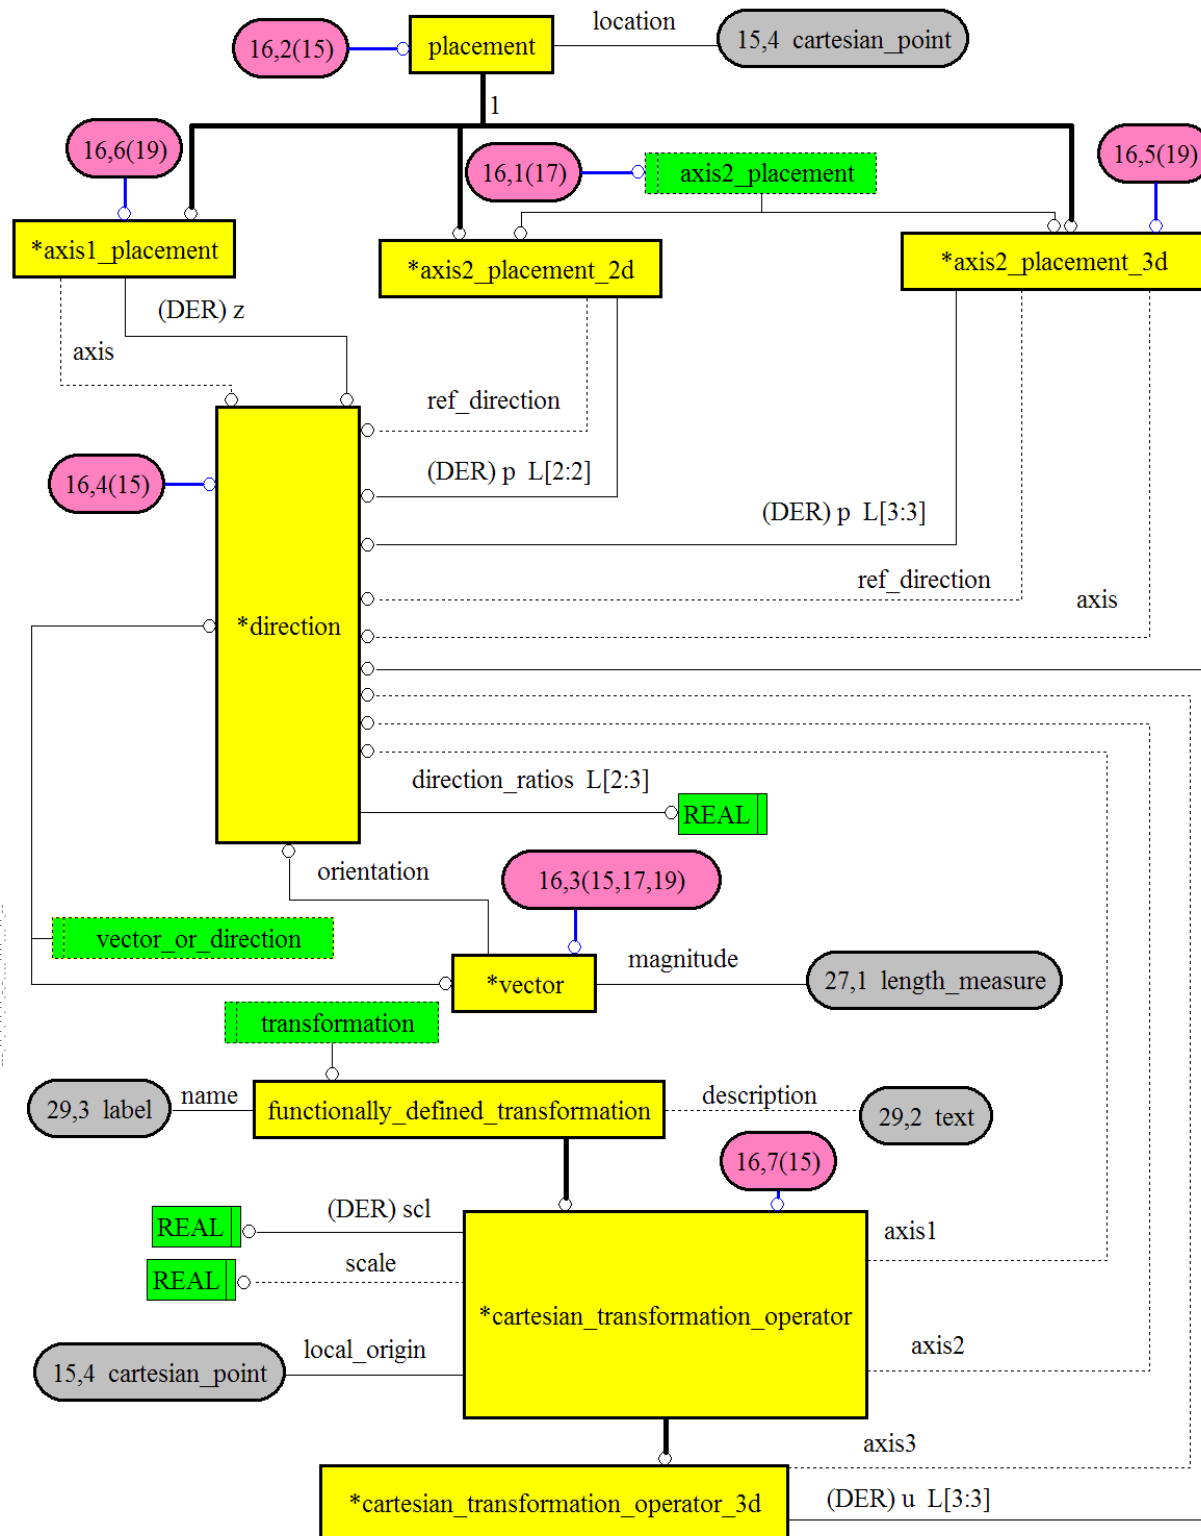 location
16,2(15)
placement
15,4 cartesian_point
1
16,6(19)
16,1(17)
axis2_placement
16,5(19)
*axis1_placement
*axis2_placement_2d
*axis2_placement_3d
(DER) z
axis
ref_direction
(DER) p L[2:2]
16,4(15)
(DER) p L[3:3]
ref_direction
axis
*direction
direction_ratios L[2:3]
REAL
orientation
16,3(15,17,19)
vector_or_direction
magnitude
*vector
27,1 length_measure
transformation
name
description
29,3 label
functionally_defined_transformation
29,2 text
16,7(15)
(DER) scl
REAL
axis1
scale
REAL
*cartesian_transformation_operator
local_origin
axis2
15,4 cartesian_point
axis3
*cartesian_transformation_operator_3d
(DER) u L[3:3]